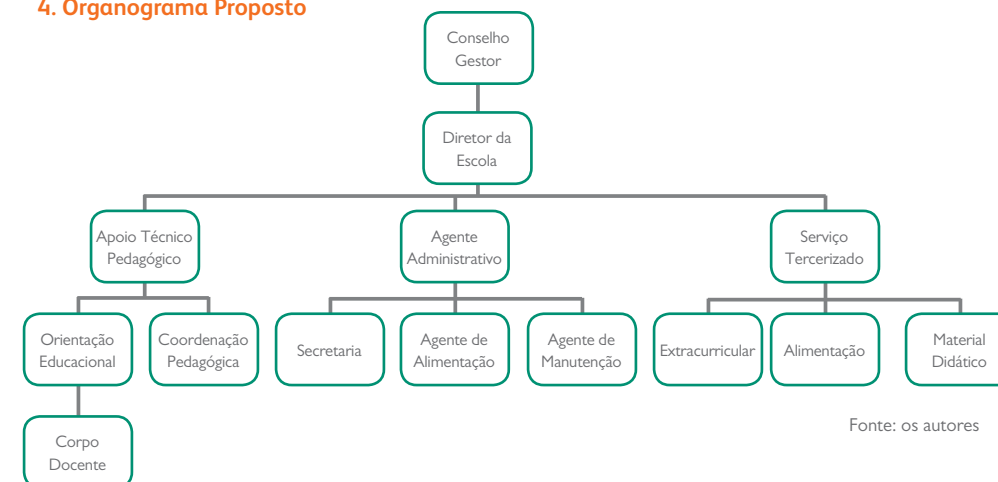 4. Organograma Proposto
Conselho
Gestor
Diretor da
Escola
Apoio Técnico
Pedagógico
Agente
Administrativo
Serviço
Tercerizado
Orientação
Educacional
Coordenação
Pedagógica
Secretaria
Agente de
Alimentação
Agente de
Manutenção
Extracurricular
Alimentação
Material
Didático
Corpo
Docente
Fonte: os autores